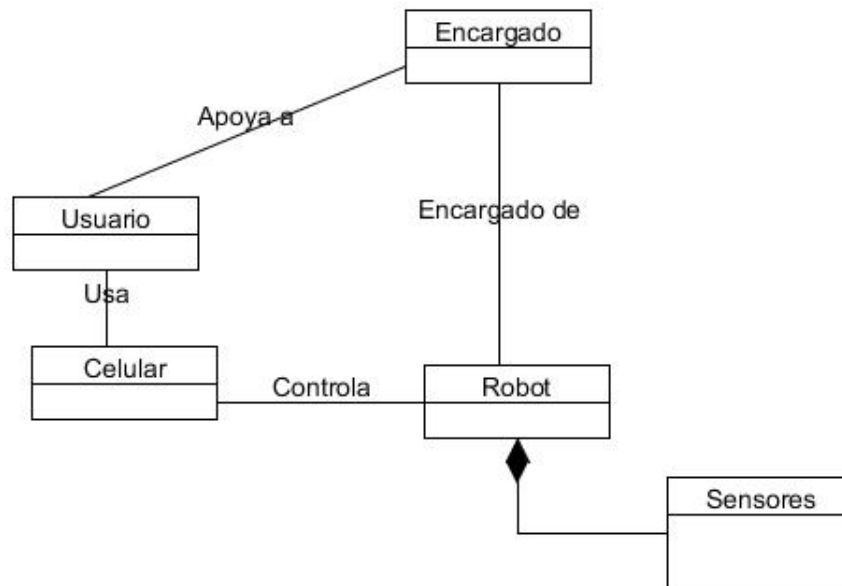 Encargado
Apoya a
Usuario
Encargado de
Usa
Celular
Controla
Robot
Sensores